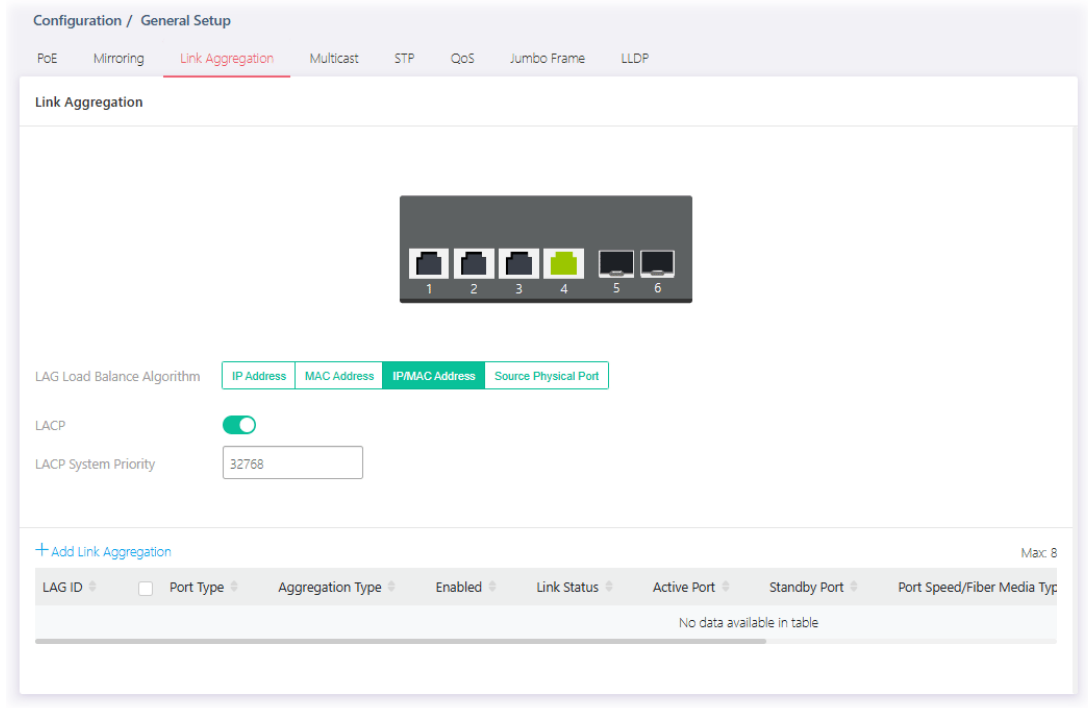 Configuration / General Setup
PoE Mirroring Link Aggregation Multicast STP QoS Jumbo Frame LLDP
Link Aggregation
1 2 3 4 5 6
LAG Load Balance Algorithm IP Address MAC Address IP/MAC Address Source Physical Port
LACP
LACP System Priority 32768
+Add Link Aggregation Max: 8
LAG ID Port Type Aggregation Type Enabled Link Status Active Port Standby Port Port Speed/Fiber Media Typ
No data available in table